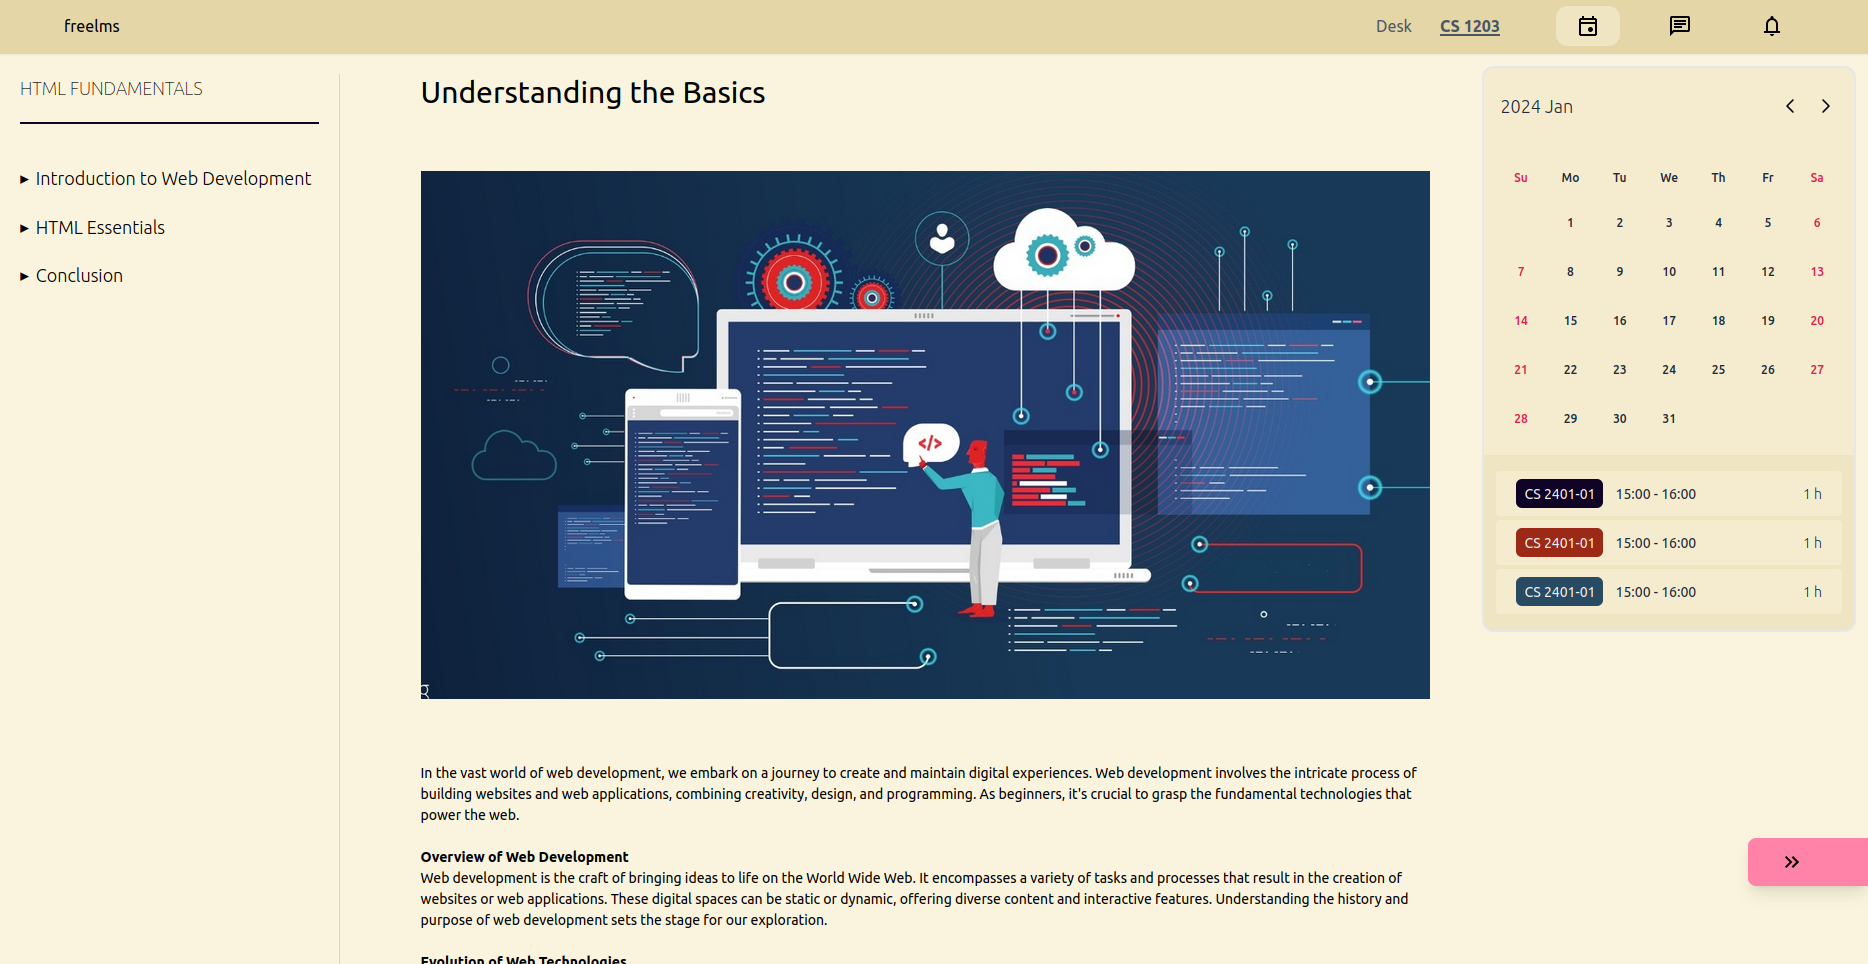 freelms
Desk
CS 1203
HTML FUNDAMENTALS
▸ Introduction to Web Development
▸ HTML Essentials
▸ Conclusion
Understanding the Basics
</>
In the vast world of web development, we embark on a journey to create and maintain digital experiences. Web development involves the intricate process of
building websites and web applications, combining creativity, design, and programming. As beginners, it's crucial to grasp the fundamental technologies that
power the web.
Overview of Web Development
Web development is the craft of bringing ideas to life on the World Wide Web. It encompasses a variety of tasks and processes that result in the creation of
websites or web applications. These digital spaces can be static or dynamic, offering diverse content and interactive features. Understanding the history and
purpose of web development sets the stage for our exploration.
Evolution of Web Technologies
2024 Jan
Su Mo Tu We Th Fr Sa
1 2 3 4 5 6
7 8 9 10 11 12 13
14 15 16 17 18 19 20
21 22 23 24 25 26 27
28 29 30 31
CS 2401-01 15:00 - 16:00 1 h
CS 2401-01 15:00 - 16:00 1 h
CS 2401-01 15:00 - 16:00 1 h